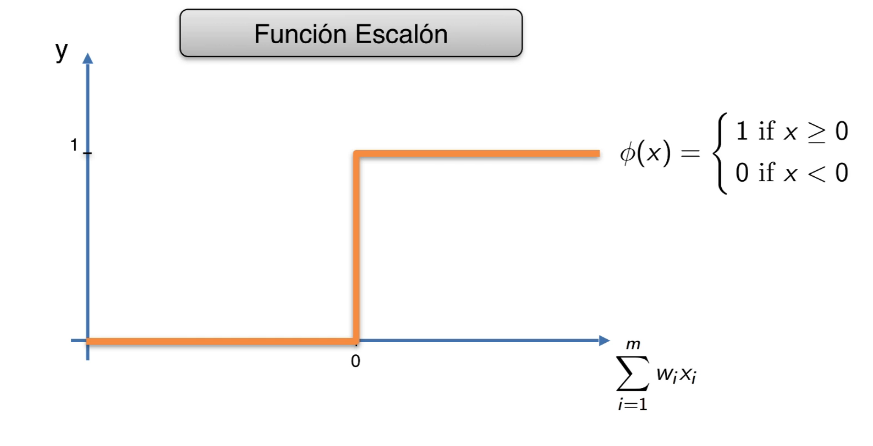 Función Escalón
y
1
ϕ(x) = { 1 if x ≥ 0
0 if x < 0
0
m
∑ wᵢxᵢ
i=1